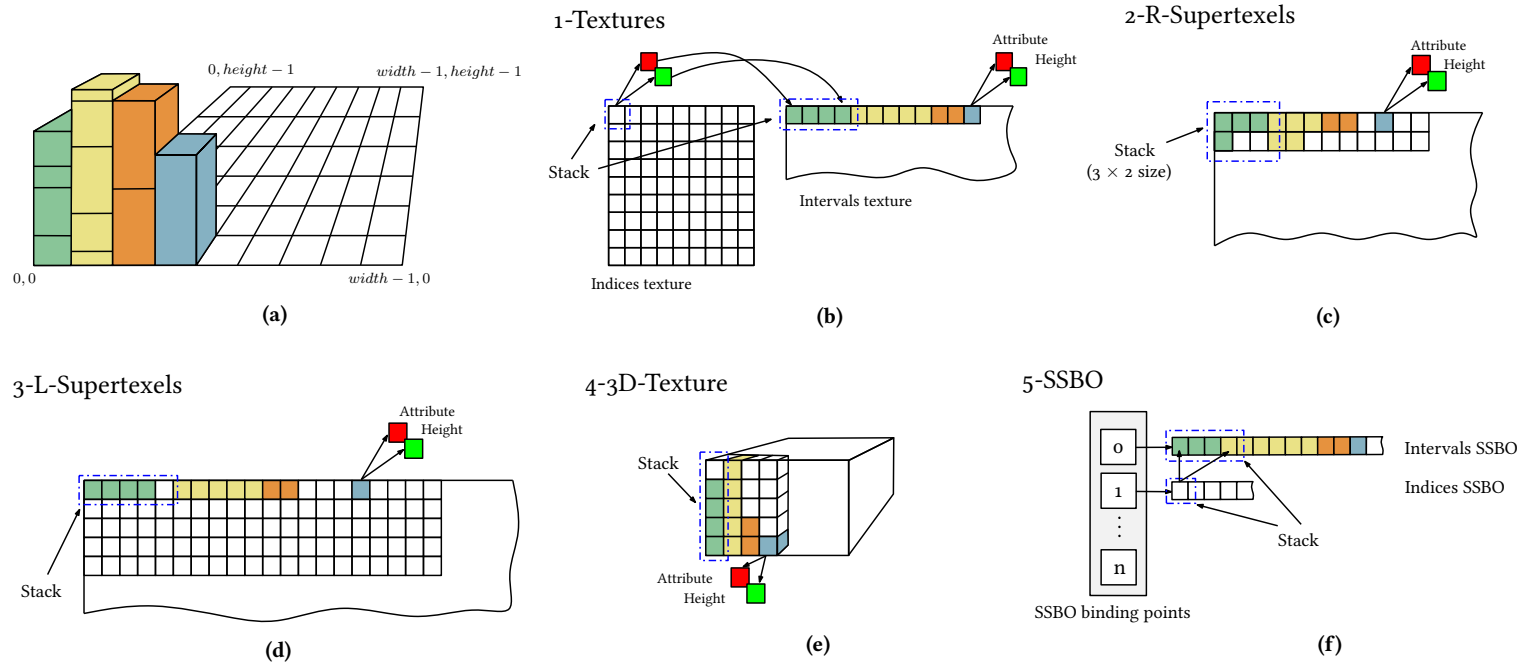 0, height − 1
width − 1, height − 1
0, 0
width − 1, 0
(a)
1-Textures
Attribute
Height
Stack
Indices texture
Intervals texture
(b)
2-R-Supertexels
Attribute
Height
Stack
(3 × 2 size)
(c)
3-L-Supertexels
Attribute
Height
Stack
(d)
4-3D-Texture
Stack
Attribute
Height
(e)
5-SSBO
0
1
⋮
n
Intervals SSBO
Indices SSBO
Stack
SSBO binding points
(f)